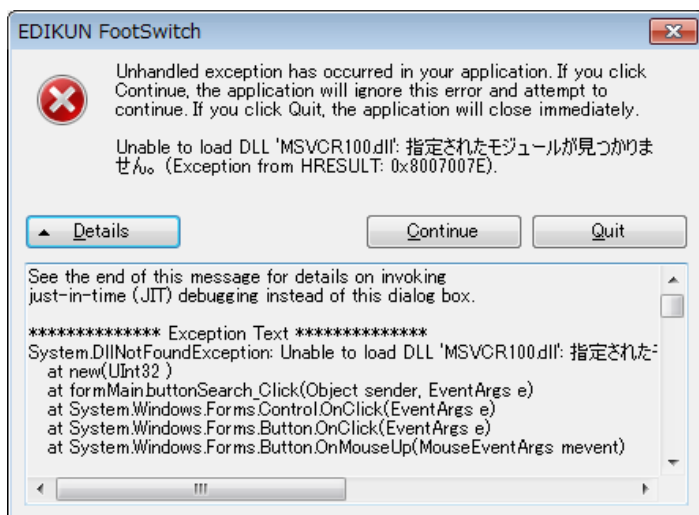 EDIKUN FootSwitch
Unhandled exception has occurred in your application. If you click
Continue, the application will ignore this error and attempt to
continue. If you click Quit, the application will close immediately.
Unable to load DLL 'MSVCR100.dll': 指定されたモジュールが見つかりま
せん。 (Exception from HRESULT: 0x8007007E).
Details
Continue
Quit
See the end of this message for details on invoking
just-in-time (JIT) debugging instead of this dialog box.
************** Exception Text **************
System.DllNotFoundException: Unable to load DLL 'MSVCR100.dll': 指定された
at new(UInt32 )
at formMain.buttonSearch_Click(Object sender, EventArgs e)
at System.Windows.Forms.Control.OnClick(EventArgs e)
at System.Windows.Forms.Button.OnClick(EventArgs e)
at System.Windows.Forms.Button.OnMouseUp(MouseEventArgs mevent)